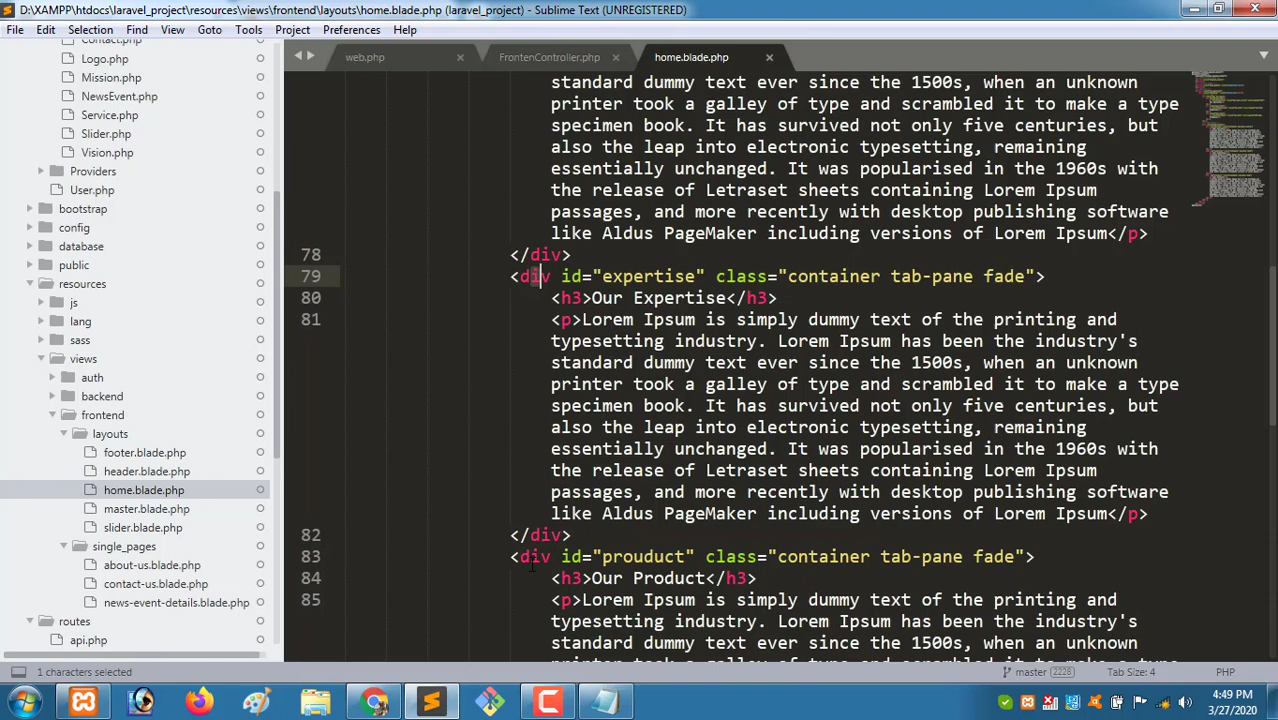 D:\XAMPP\htdocs\laravel_project\resources\views\frontend\layouts\home.blade.php (laravel_project) - Sublime Text (UNREGISTERED)
File Edit Selection Find View Goto Tools Project Preferences Help
web.php FrontenController.php home.blade.php
Contact.php
Logo.php
Mission.php
NewsEvent.php
Service.php
Slider.php
Vision.php
Providers
User.php
bootstrap
config
database
public
resources
js
lang
sass
views
auth
backend
frontend
layouts
footer.blade.php
header.blade.php
home.blade.php
master.blade.php
slider.blade.php
single_pages
about-us.blade.php
contact-us.blade.php
news-event-details.blade.php
routes
api.php
standard dummy text ever since the 1500s, when an unknown
printer took a galley of type and scrambled it to make a type
specimen book. It has survived not only five centuries, but
also the leap into electronic typesetting, remaining
essentially unchanged. It was popularised in the 1960s with
the release of Letraset sheets containing Lorem Ipsum
passages, and more recently with desktop publishing software
like Aldus PageMaker including versions of Lorem Ipsum</p>
78 </div>
79 <div id="expertise" class="container tab-pane fade">
80 <h3>Our Expertise</h3>
81 <p>Lorem Ipsum is simply dummy text of the printing and
typesetting industry. Lorem Ipsum has been the industry's
standard dummy text ever since the 1500s, when an unknown
printer took a galley of type and scrambled it to make a type
specimen book. It has survived not only five centuries, but
also the leap into electronic typesetting, remaining
essentially unchanged. It was popularised in the 1960s with
the release of Letraset sheets containing Lorem Ipsum
passages, and more recently with desktop publishing software
like Aldus PageMaker including versions of Lorem Ipsum</p>
82 </div>
83 <div id="prouduct" class="container tab-pane fade">
84 <h3>Our Product</h3>
85 <p>Lorem Ipsum is simply dummy text of the printing and
typesetting industry. Lorem Ipsum has been the industry's
standard dummy text ever since the 1500s, when an unknown
1 characters selected master 2228 Tab Size: 4 PHP
4:49 PM
3/27/2020